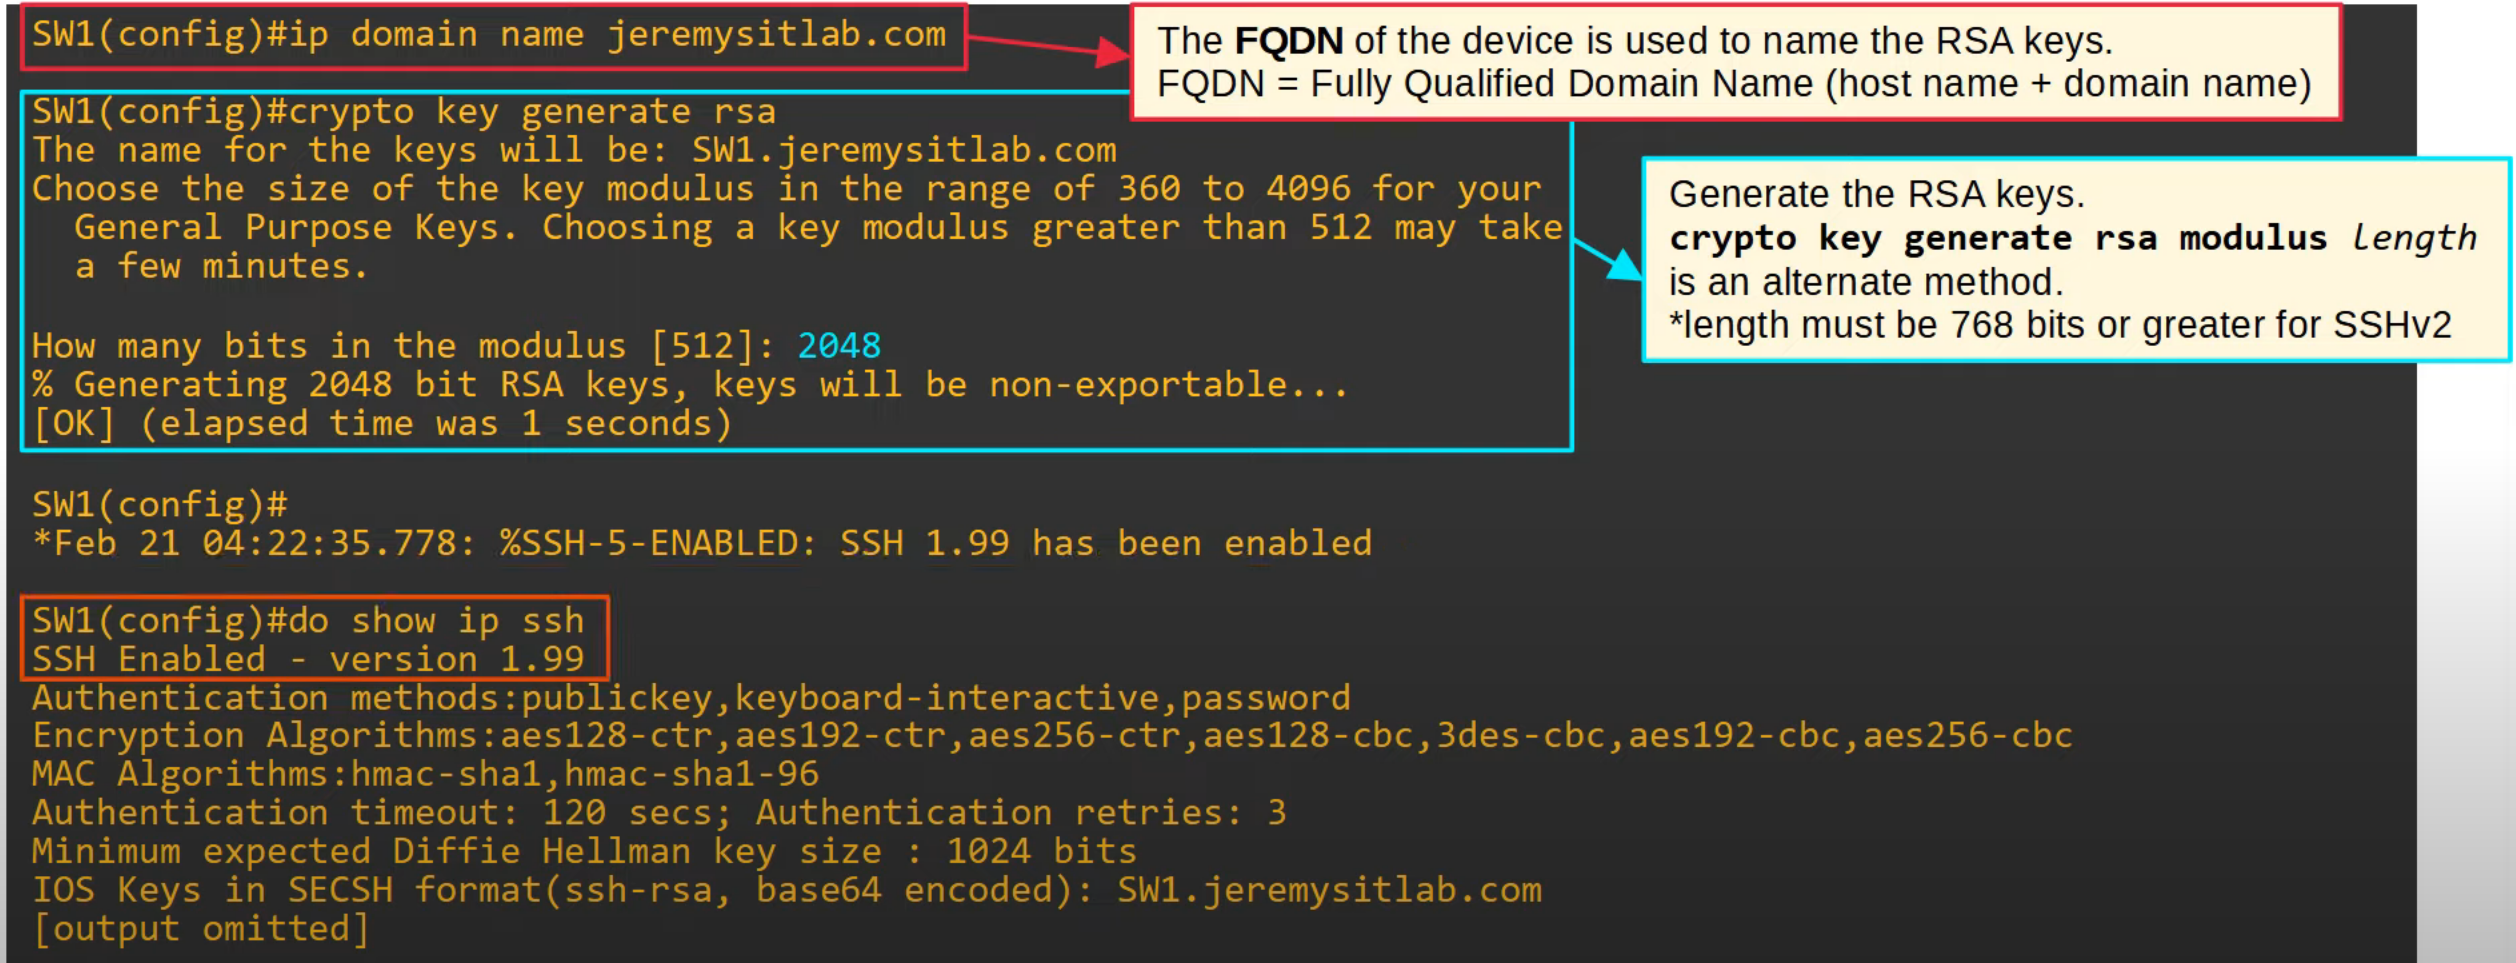 SW1(config)#ip domain name jeremysitlab.com
The FQDN of the device is used to name the RSA keys.
FQDN = Fully Qualified Domain Name (host name + domain name)
SW1(config)#crypto key generate rsa
The name for the keys will be: SW1.jeremysitlab.com
Choose the size of the key modulus in the range of 360 to 4096 for your
  General Purpose Keys. Choosing a key modulus greater than 512 may take
  a few minutes.
How many bits in the modulus [512]: 2048
% Generating 2048 bit RSA keys, keys will be non-exportable...
[OK] (elapsed time was 1 seconds)
Generate the RSA keys.
crypto key generate rsa modulus length
is an alternate method.
*length must be 768 bits or greater for SSHv2
SW1(config)#
*Feb 21 04:22:35.778: %SSH-5-ENABLED: SSH 1.99 has been enabled
SW1(config)#do show ip ssh
SSH Enabled - version 1.99
Authentication methods:publickey,keyboard-interactive,password
Encryption Algorithms:aes128-ctr,aes192-ctr,aes256-ctr,aes128-cbc,3des-cbc,aes192-cbc,aes256-cbc
MAC Algorithms:hmac-sha1,hmac-sha1-96
Authentication timeout: 120 secs; Authentication retries: 3
Minimum expected Diffie Hellman key size : 1024 bits
IOS Keys in SECSH format(ssh-rsa, base64 encoded): SW1.jeremysitlab.com
[output omitted]